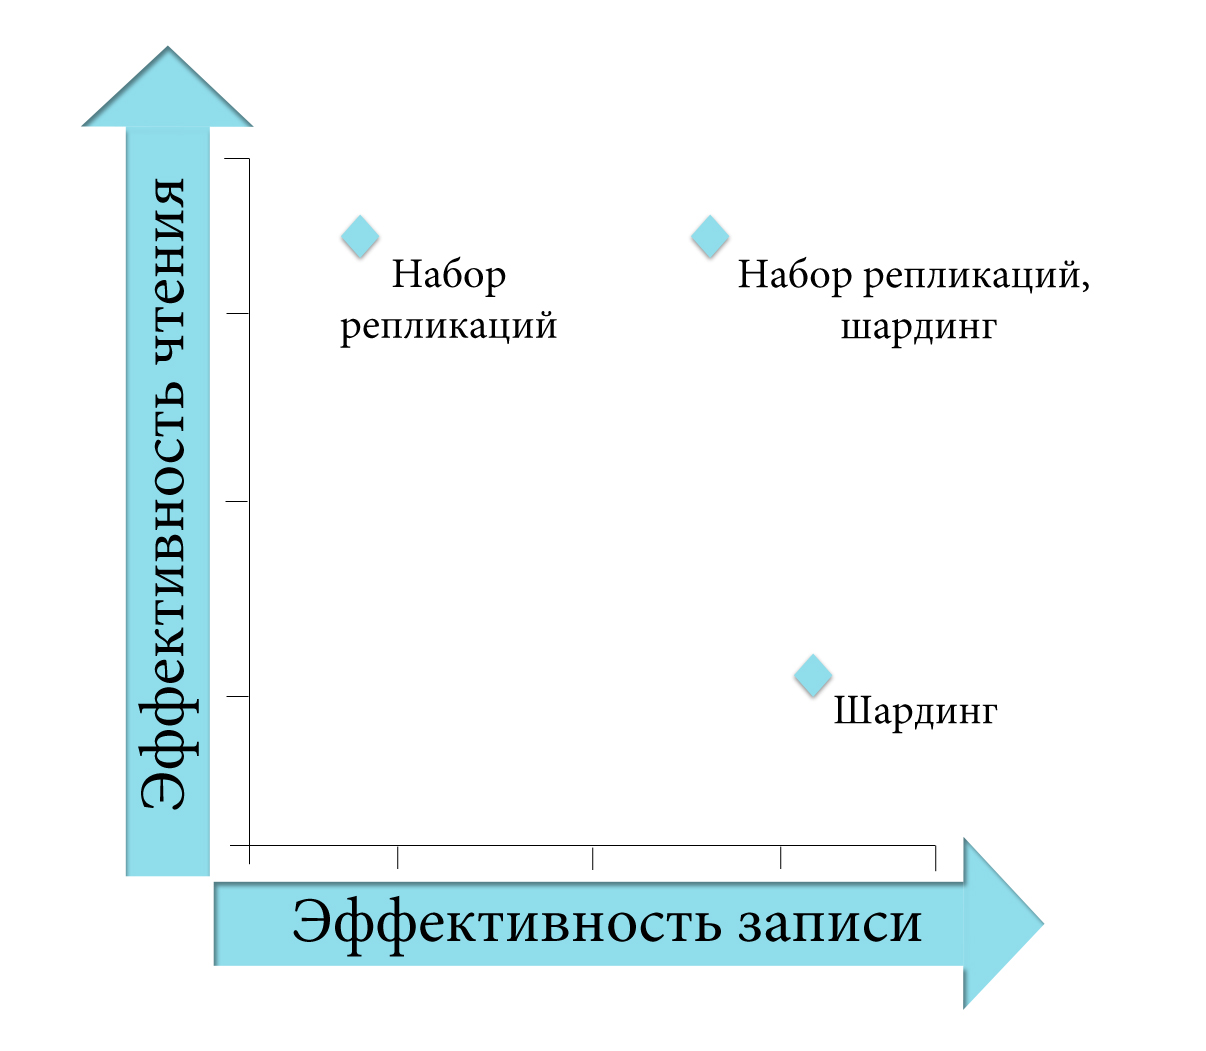 Эффективность чтения
Набор
репликаций
Набор репликаций,
шардинг
Шардинг
Эффективность записи